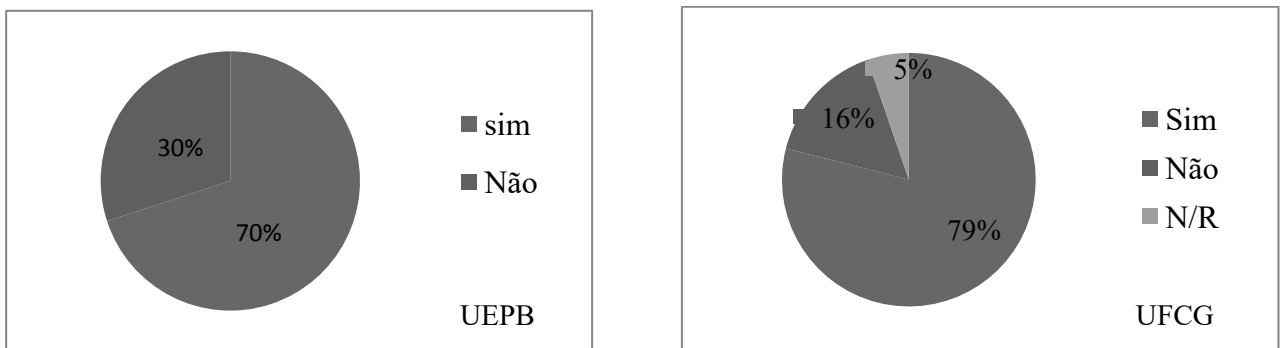 30%
70%
sim
Não
UEPB
5%
16%
79%
Sim
Não
N/R
UFCG